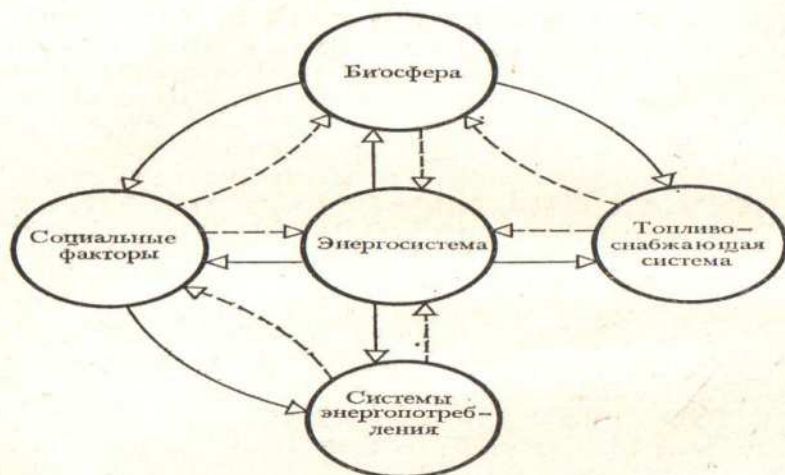 Биосфера
Социальные
факторы
Энергосистема
Топливо-
снабжающая
система
Системы
энергопотреб-
ления